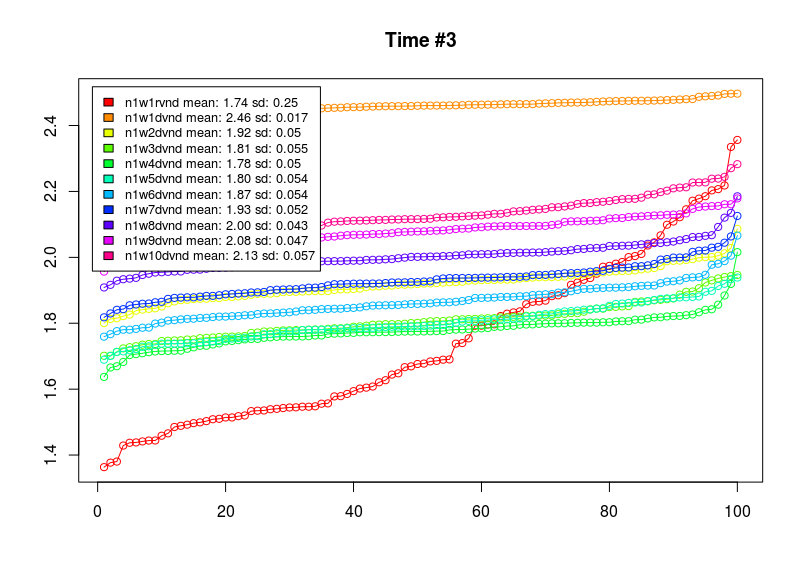 Time #3
n1w1rvnd mean: 1.74 sd: 0.25
n1w1dvnd mean: 2.46 sd: 0.017
n1w2dvnd mean: 1.92 sd: 0.05
n1w3dvnd mean: 1.81 sd: 0.055
n1w4dvnd mean: 1.78 sd: 0.05
n1w5dvnd mean: 1.80 sd: 0.054
n1w6dvnd mean: 1.87 sd: 0.054
n1w7dvnd mean: 1.93 sd: 0.052
n1w8dvnd mean: 2.00 sd: 0.043
n1w9dvnd mean: 2.08 sd: 0.047
n1w10dvnd mean: 2.13 sd: 0.057
2.4
2.2
2.0
1.8
1.6
1.4
0 20 40 60 80 100